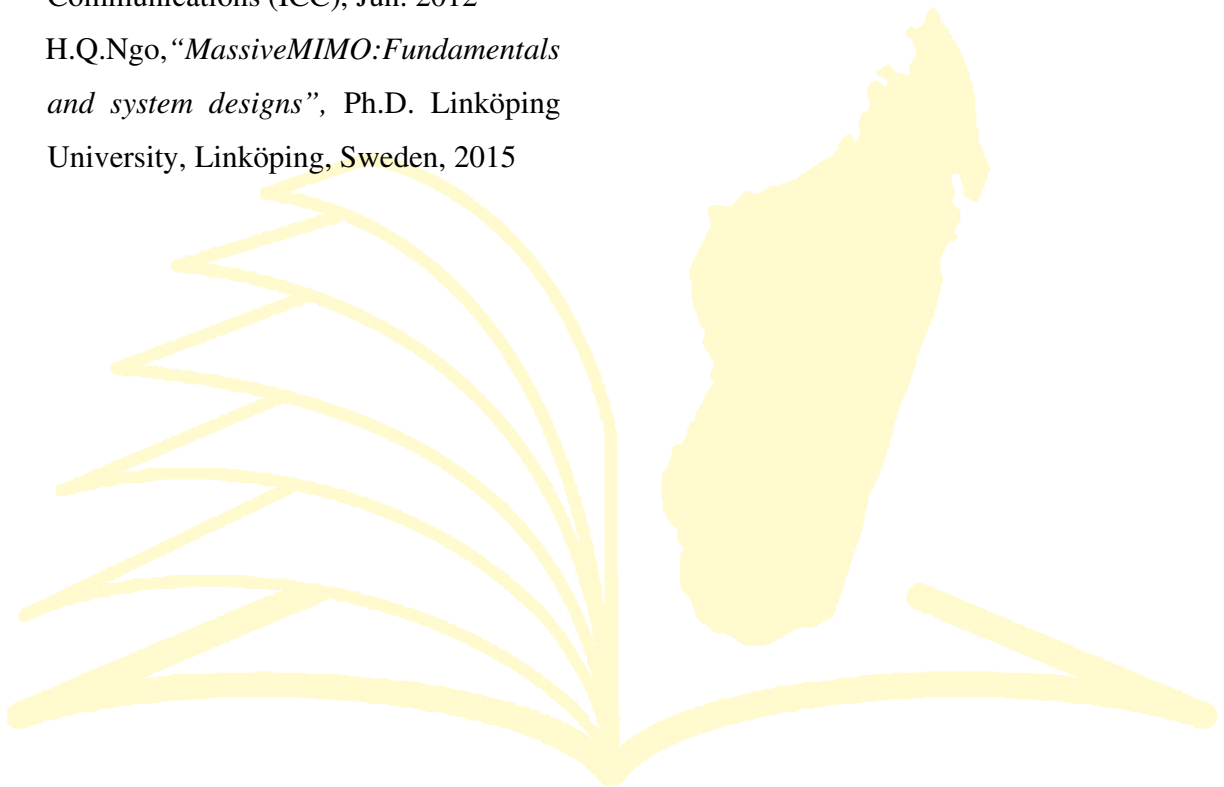 Communications (ICC), Jun. 2012
H.Q.Ngo,“MassiveMIMO:Fundamentals
and system designs”, Ph.D. Linköping
University, Linköping, Sweden, 2015